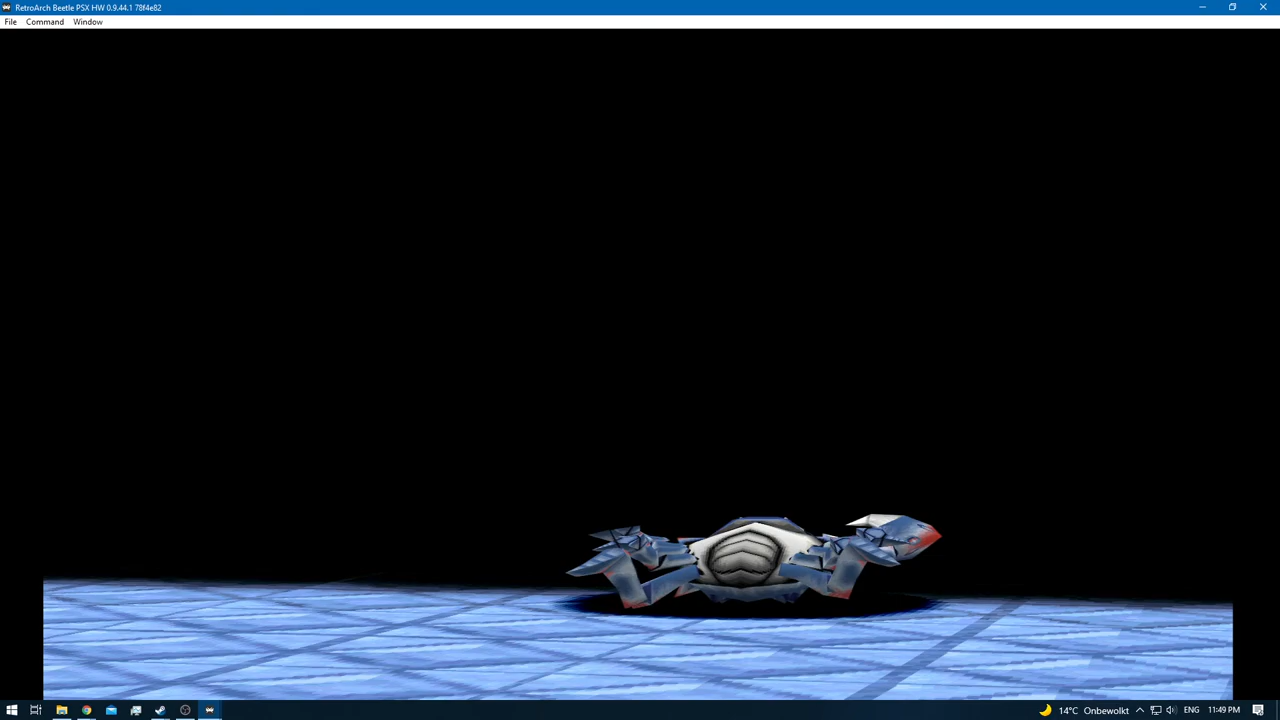 RetroArch Beetle PSX HW 0.9.44.1 78f4e82
File Command Window
14°C Onbewolkt ENG 11:49 PM